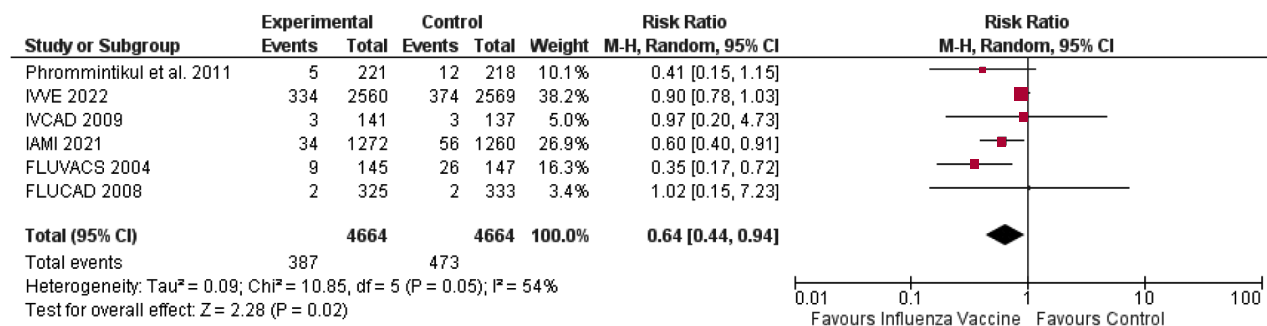 Experimental Control Risk Ratio Risk Ratio
Study or Subgroup Events Total Events Total Weight M-H, Random, 95% CI M-H, Random, 95% CI
Phrommintikul et al. 2011 5 221 12 218 10.1% 0.41 [0.15, 1.15]
IVVE 2022 334 2560 374 2569 38.2% 0.90 [0.78, 1.03]
IVCAD 2009 3 141 3 137 5.0% 0.97 [0.20, 4.73]
IAMI 2021 34 1272 56 1260 26.9% 0.60 [0.40, 0.91]
FLUVACS 2004 9 145 26 147 16.3% 0.35 [0.17, 0.72]
FLUCAD 2008 2 325 2 333 3.4% 1.02 [0.15, 7.23]
Total (95% CI) 4664 4664 100.0% 0.64 [0.44, 0.94]
Total events 387 473
Heterogeneity: Tau² = 0.09; Chi² = 10.85, df = 5 (P = 0.05); I² = 54%
Test for overall effect: Z = 2.28 (P = 0.02)
0.01 0.1 1 10 100
Favours Influenza Vaccine Favours Control